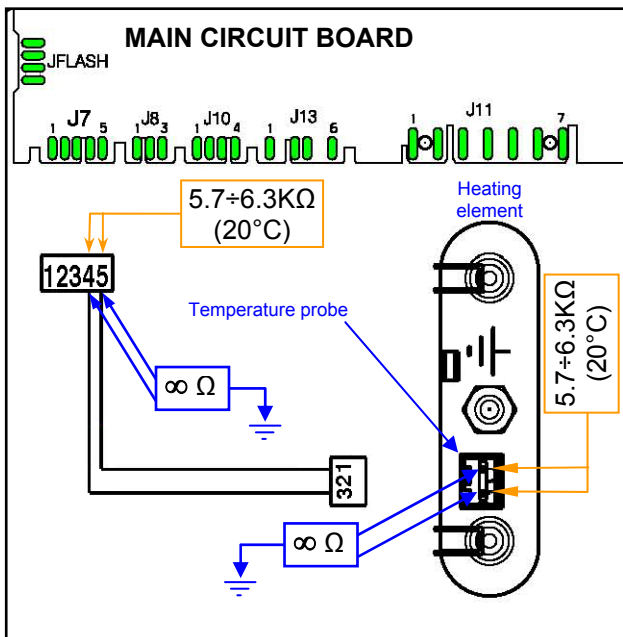 MAIN CIRCUIT BOARD
JFLASH
J7
J8
J10
J13
J11
1 5 1 3 1 4 1 6 1 7
5.7÷6.3KΩ
(20°C)
Heating
element
12345
Temperature probe
5.7÷6.3KΩ
(20°C)
∞ Ω
321
∞ Ω